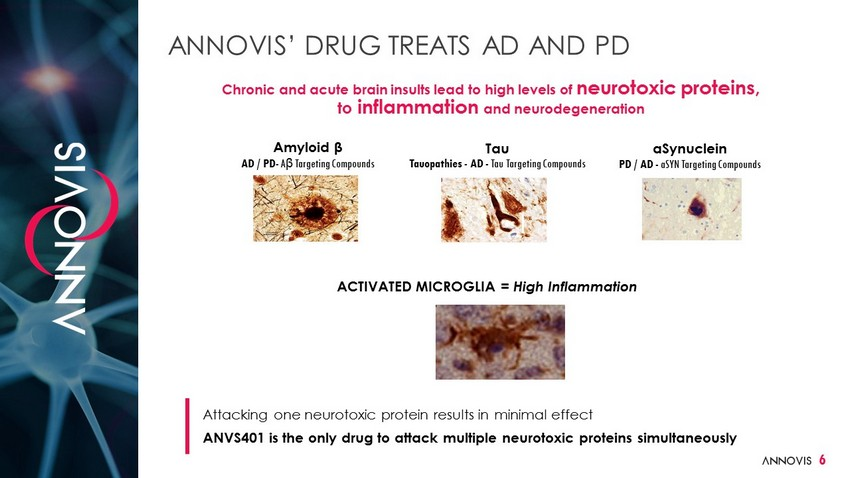 ANNOVIS’ DRUG TREATS AD AND PD
Chronic and acute brain insults lead to high levels of neurotoxic proteins,
to inflammation and neurodegeneration
Amyloid β
AD / PD- Aβ Targeting Compounds
Tau
Tauopathies - AD - Tau Targeting Compounds
aSynuclein
PD / AD - aSYN Targeting Compounds
ACTIVATED MICROGLIA = High Inflammation
Attacking one neurotoxic protein results in minimal effect
ANVS401 is the only drug to attack multiple neurotoxic proteins simultaneously
ANNOVIS
ANNOVIS 6